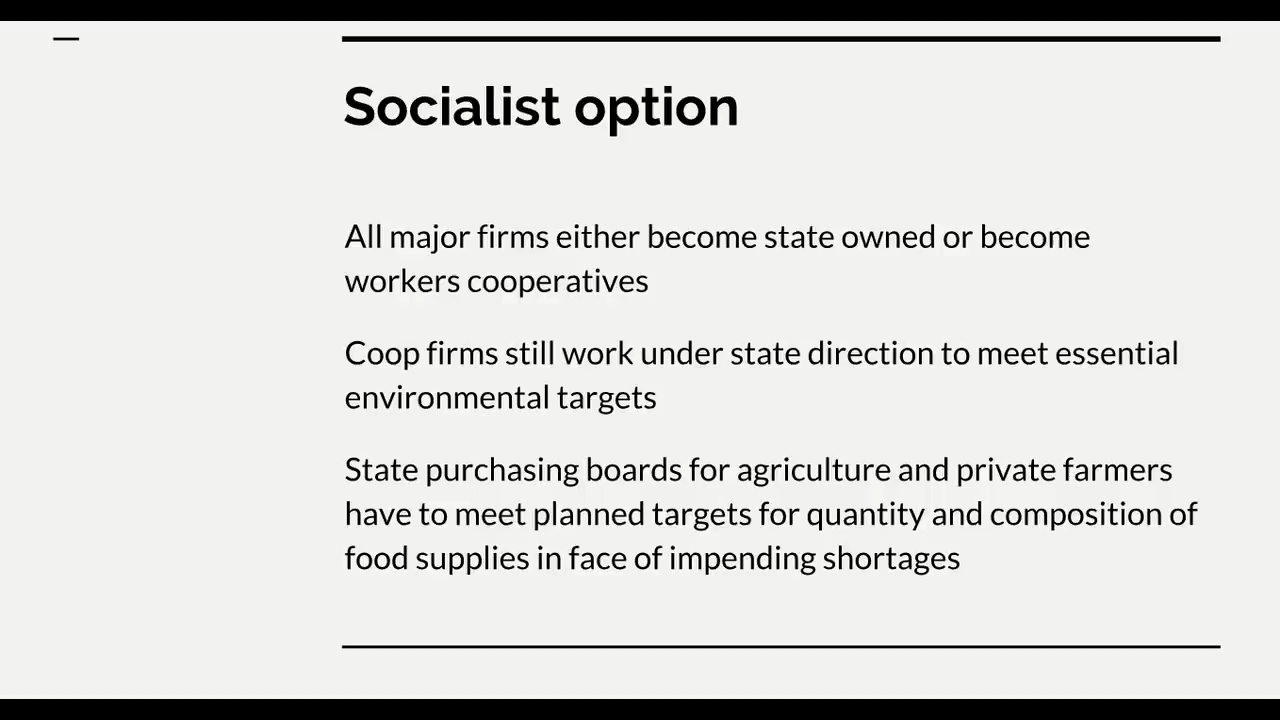 Socialist option
All major firms either become state owned or become
workers cooperatives
Coop firms still work under state direction to meet essential
environmental targets
State purchasing boards for agriculture and private farmers
have to meet planned targets for quantity and composition of
food supplies in face of impending shortages